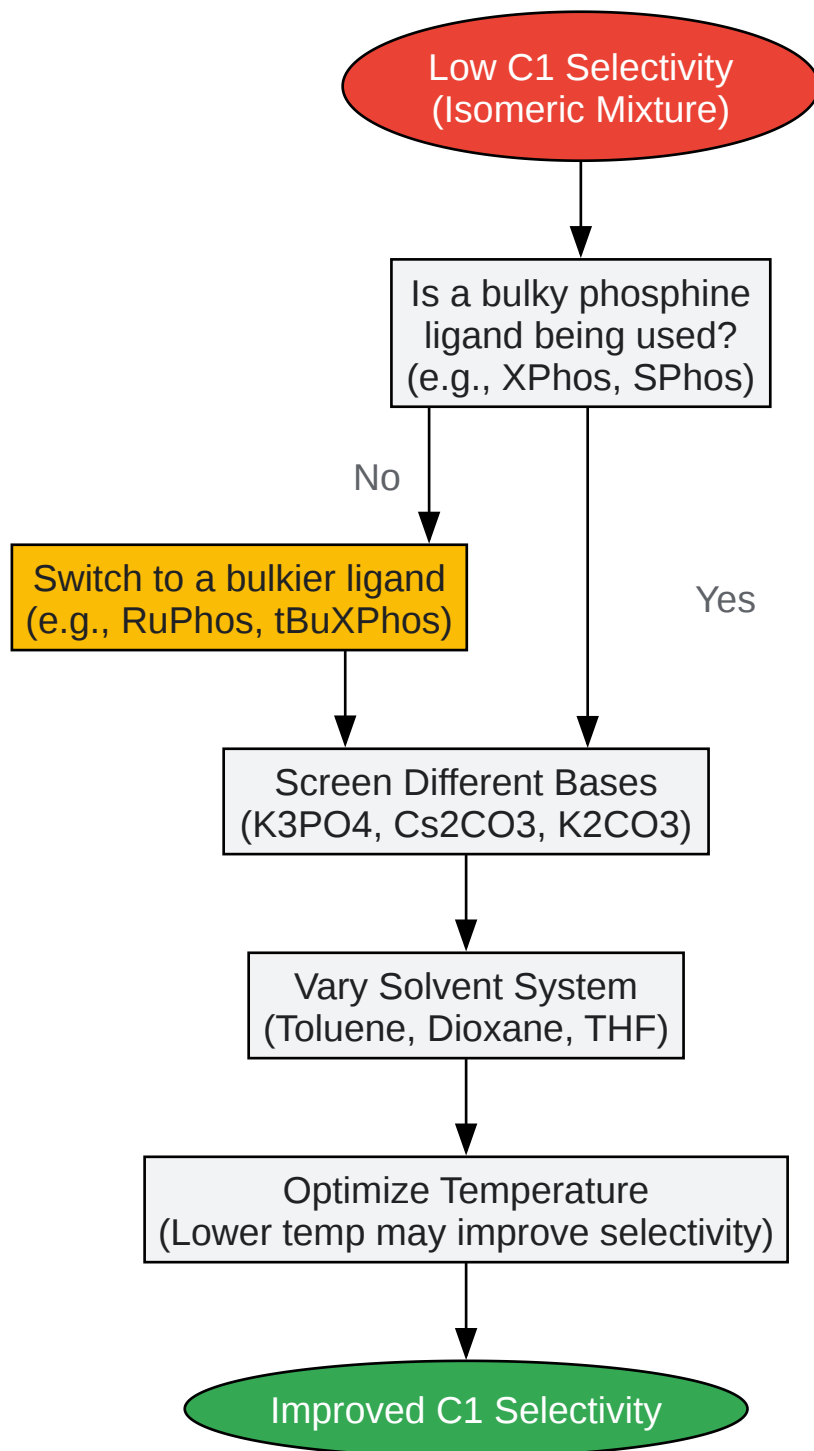 Low C1 Selectivity
(Isomeric Mixture)
Is a bulky phosphine
ligand being used?
(e.g., XPhos, SPhos)
No
Switch to a bulkier ligand
(e.g., RuPhos, tBuXPhos)
Yes
Screen Different Bases
(K3PO4, Cs2CO3, K2CO3)
Vary Solvent System
(Toluene, Dioxane, THF)
Optimize Temperature
(Lower temp may improve selectivity)
Improved C1 Selectivity